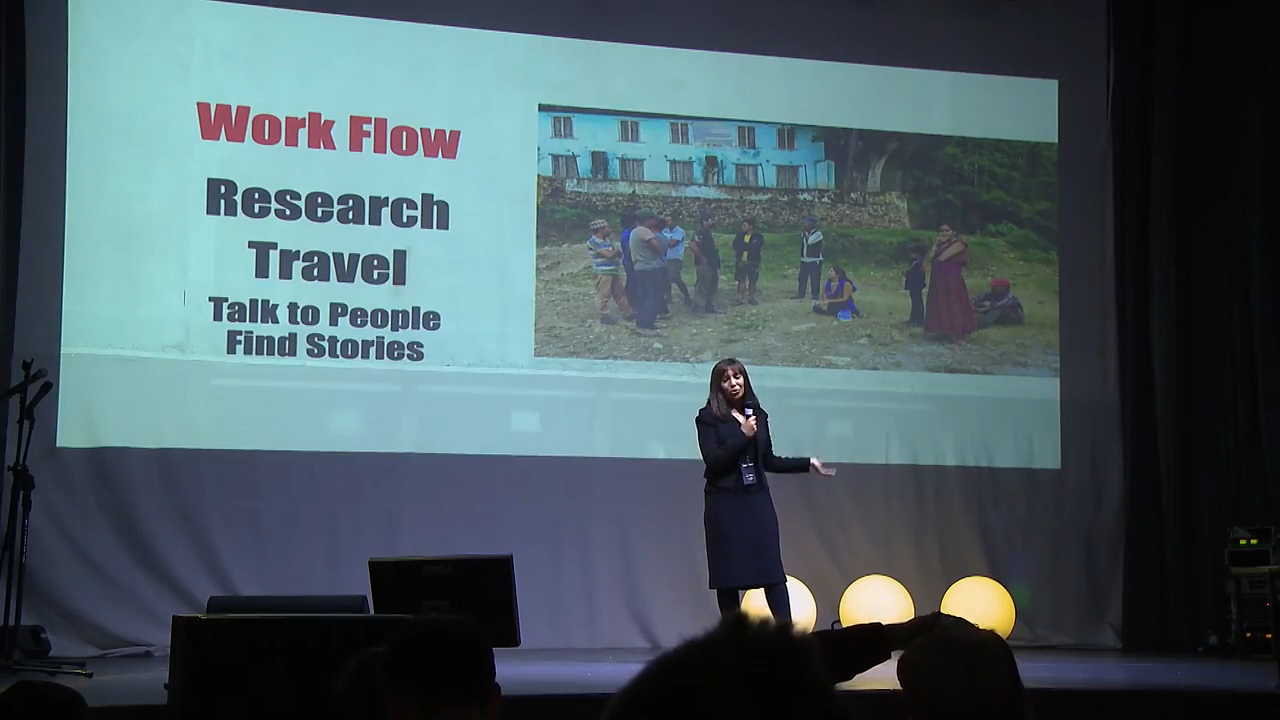 Work Flow
Research
Travel
Talk to People
Find Stories